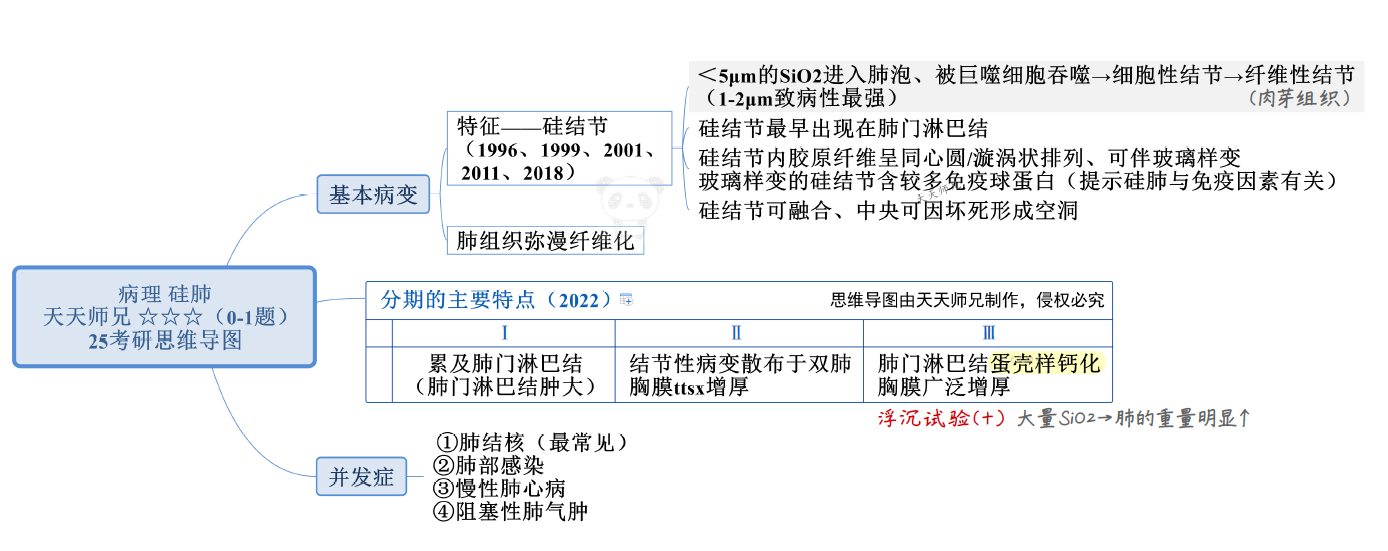 病理 硅肺
天天师兄 ☆☆☆（0-1题）
25考研思维导图
基本病变
特征——硅结节
（1996、1999、2001、
2011、2018）
＜5μm的SiO2进入肺泡、被巨噬细胞吞噬→细胞性结节→纤维性结节
（1-2μm致病性最强）
（肉芽组织）
硅结节最早出现在肺门淋巴结
硅结节内胶原纤维呈同心圆/漩涡状排列、可伴玻璃样变
玻璃样变的硅结节含较多免疫球蛋白（提示硅肺与免疫因素有关）
硅结节可融合、中央可因坏死形成空洞
肺组织弥漫纤维化
分期的主要特点（2022）
思维导图由天天师兄制作，侵权必究
Ⅰ
Ⅱ
Ⅲ
累及肺门淋巴结
（肺门淋巴结肿大）
结节性病变散布于双肺
胸膜ttsx增厚
肺门淋巴结蛋壳样钙化
胸膜广泛增厚
浮沉试验(+) 大量SiO2→肺的重量明显↑
并发症
①肺结核（最常见）
②肺部感染
③慢性肺心病
④阻塞性肺气肿